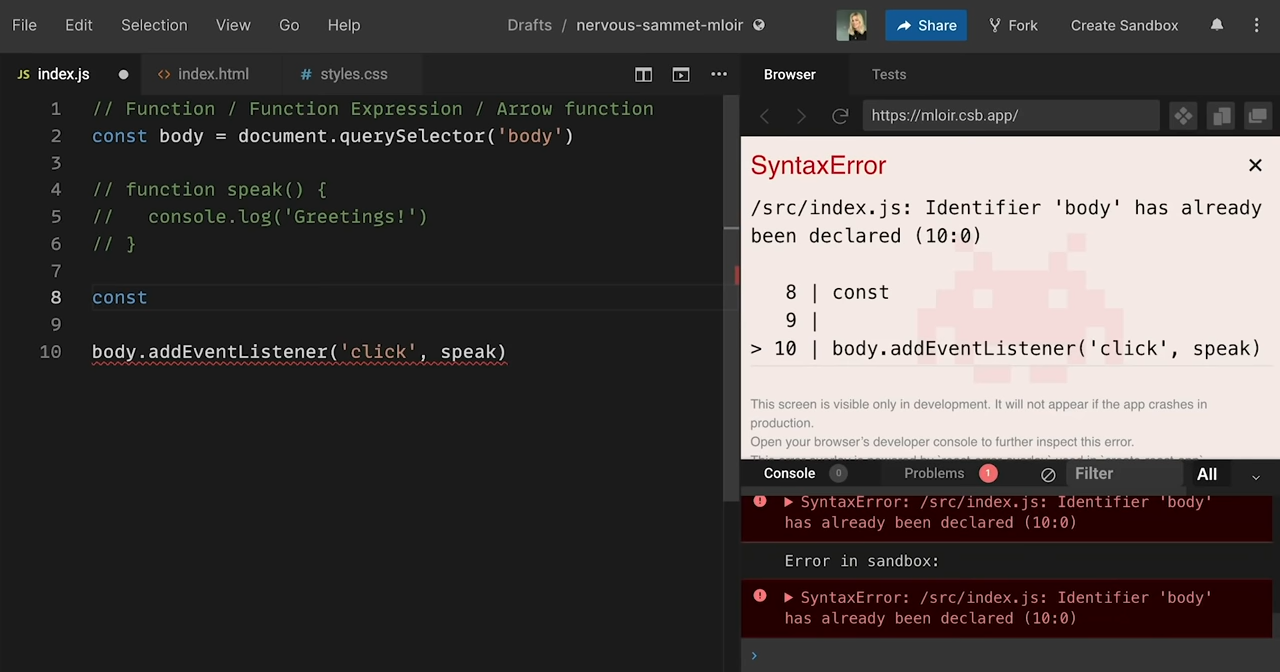 File Edit Selection View Go Help Drafts / nervous-sammet-mloir Share Fork Create Sandbox
JS index.js <> index.html # styles.css
1 // Function / Function Expression / Arrow function
2 const body = document.querySelector('body')
3
4 // function speak() {
5 //   console.log('Greetings!')
6 // }
7
8 const
9
10 body.addEventListener('click', speak)
Browser Tests
https://mloir.csb.app/
SyntaxError
/src/index.js: Identifier 'body' has already
been declared (10:0)
8 | const
9 |
> 10 | body.addEventListener('click', speak)
This screen is visible only in development. It will not appear if the app crashes in
production.
Open your browser's developer console to further inspect this error.
Console 0 Problems 1 Filter All
SyntaxError: /src/index.js: Identifier 'body'
has already been declared (10:0)
Error in sandbox:
SyntaxError: /src/index.js: Identifier 'body'
has already been declared (10:0)